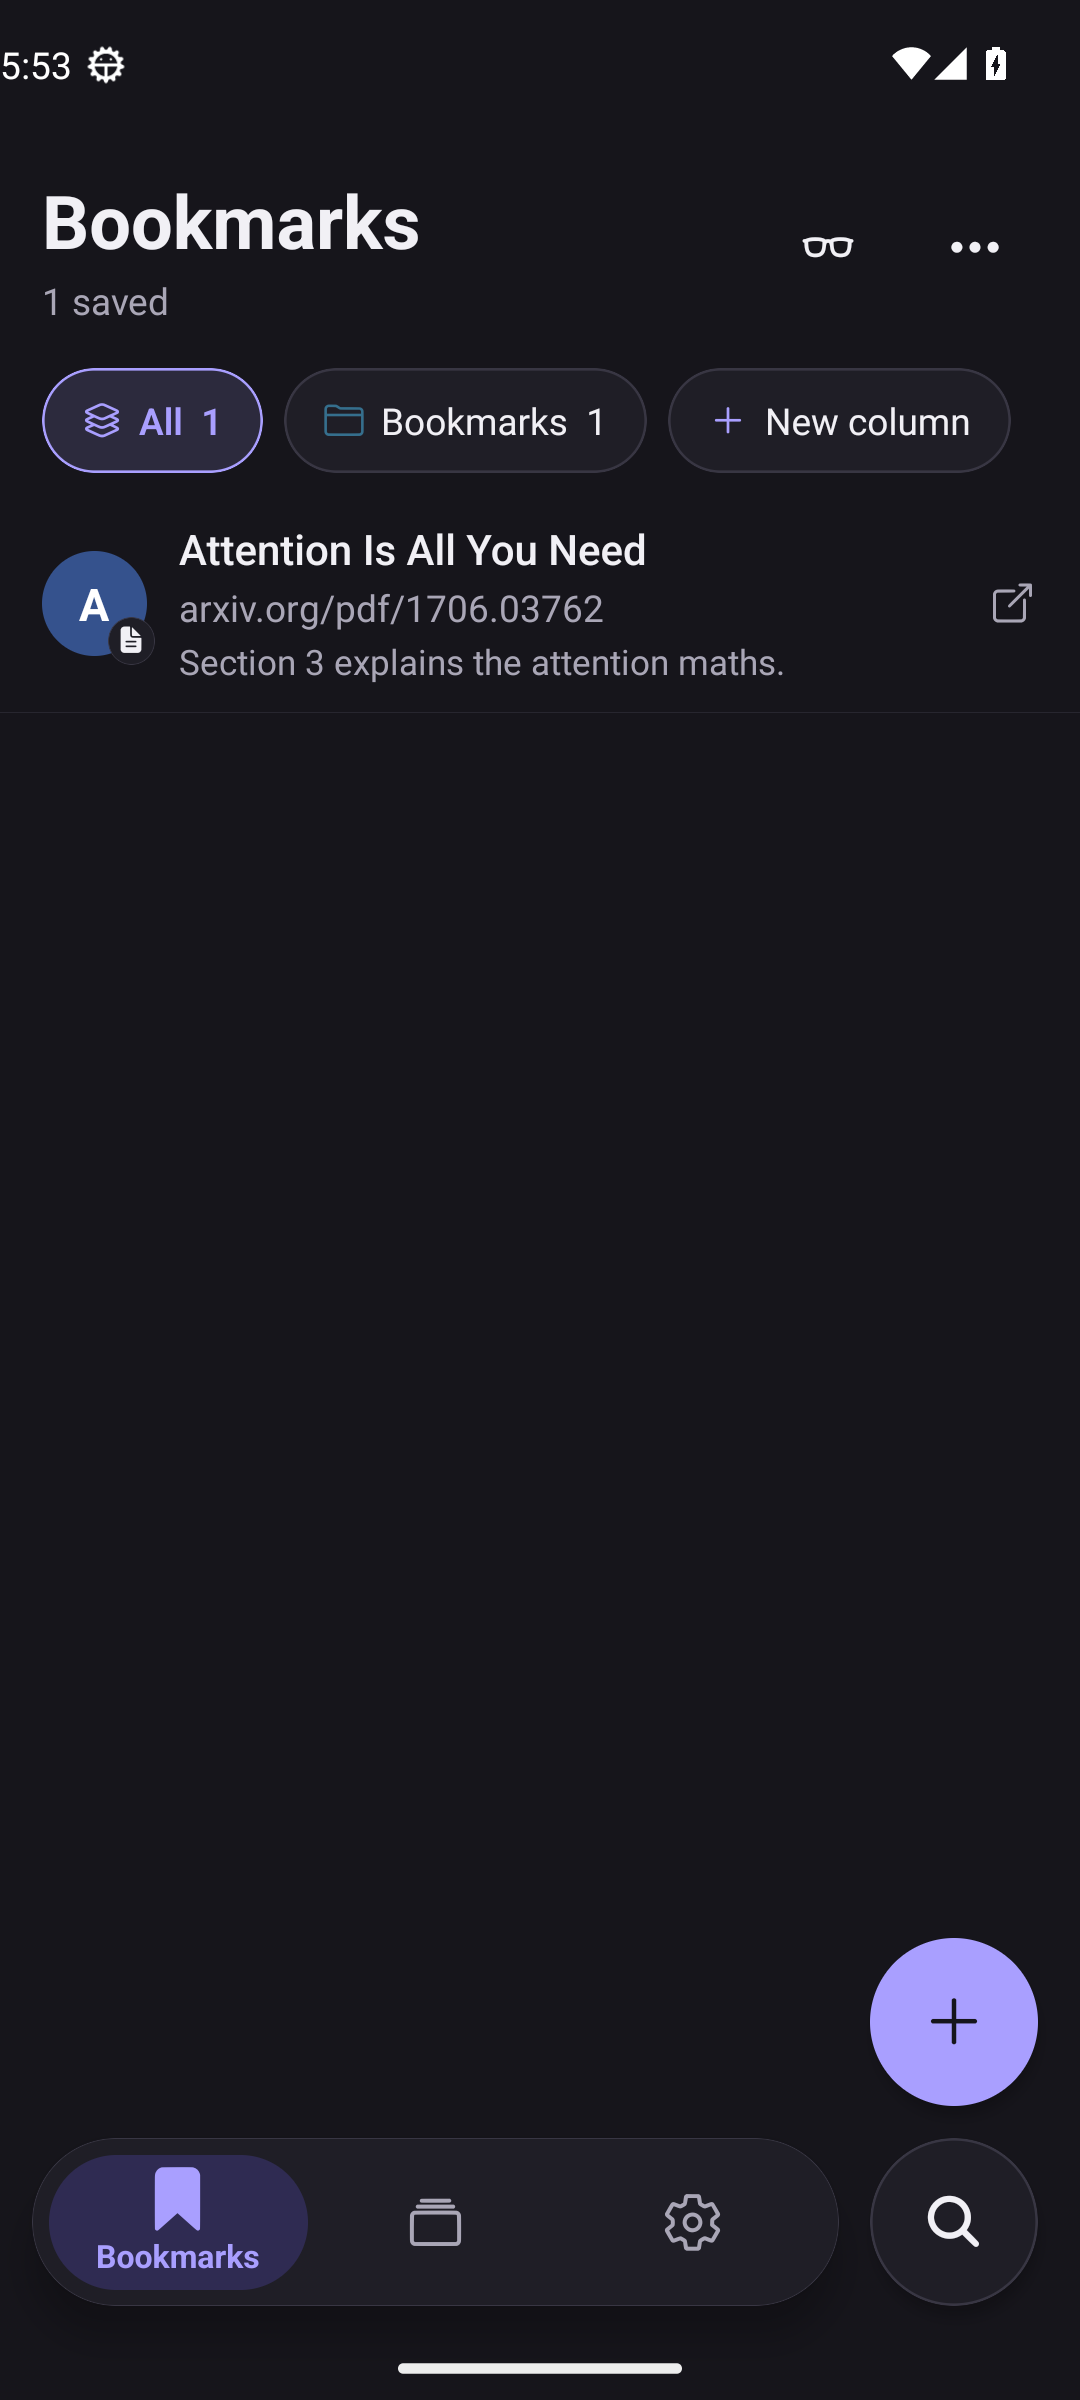 5:53
Bookmarks
1 saved
All 1
Bookmarks 1
New column
A
Attention Is All You Need
arxiv.org/pdf/1706.03762
Section 3 explains the attention maths.
Bookmarks